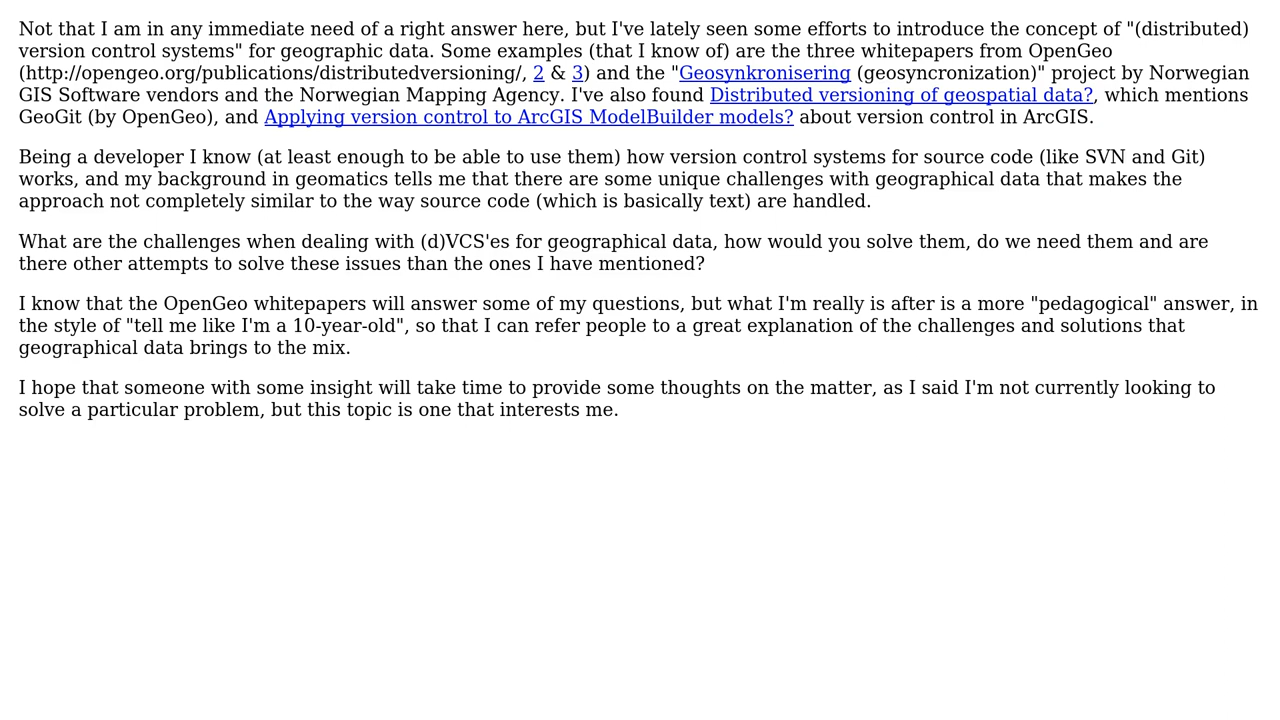 Not that I am in any immediate need of a right answer here, but I've lately seen some efforts to introduce the concept of "(distributed)
version control systems" for geographic data. Some examples (that I know of) are the three whitepapers from OpenGeo
(http://opengeo.org/publications/distributedversioning/, 2 & 3) and the "Geosynkronisering (geosyncronization)" project by Norwegian
GIS Software vendors and the Norwegian Mapping Agency. I've also found Distributed versioning of geospatial data?, which mentions
GeoGit (by OpenGeo), and Applying version control to ArcGIS ModelBuilder models? about version control in ArcGIS.
Being a developer I know (at least enough to be able to use them) how version control systems for source code (like SVN and Git)
works, and my background in geomatics tells me that there are some unique challenges with geographical data that makes the
approach not completely similar to the way source code (which is basically text) are handled.
What are the challenges when dealing with (d)VCS'es for geographical data, how would you solve them, do we need them and are
there other attempts to solve these issues than the ones I have mentioned?
I know that the OpenGeo whitepapers will answer some of my questions, but what I'm really is after is a more "pedagogical" answer, in
the style of "tell me like I'm a 10-year-old", so that I can refer people to a great explanation of the challenges and solutions that
geographical data brings to the mix.
I hope that someone with some insight will take time to provide some thoughts on the matter, as I said I'm not currently looking to
solve a particular problem, but this topic is one that interests me.